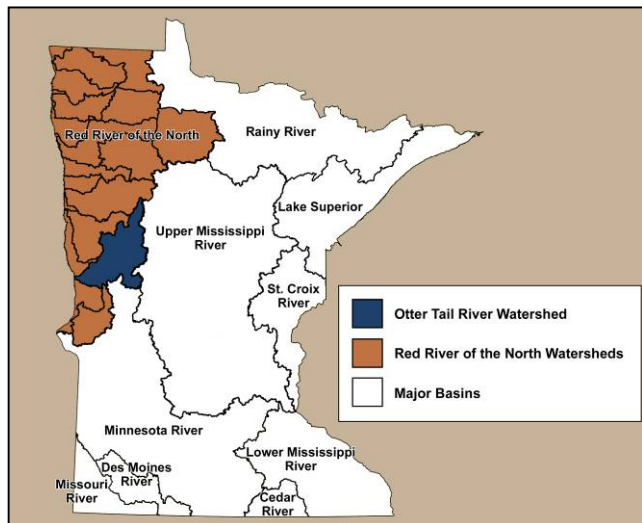 Red River of the North
Rainy River
Lake Superior
Upper Mississippi
River
St. Croix
River
Otter Tail River Watershed
Red River of the North Watersheds
Major Basins
Minnesota River
Lower Mississippi
River
Des Moines
River
Missouri
River
Cedar
River